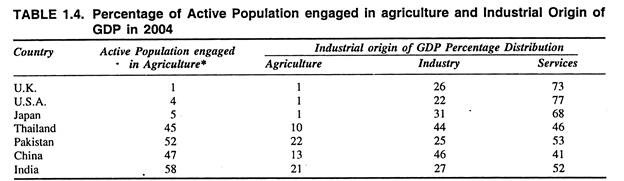 TABLE 1.4. Percentage of Active Population engaged in agriculture and Industrial Origin of
GDP in 2004
Country Active Population engaged in Agriculture* Industrial origin of GDP Percentage Distribution
Agriculture Industry Services
U.K. 1 1 26 73
U.S.A. 4 1 22 77
Japan 5 1 31 68
Thailand 45 10 44 46
Pakistan 52 22 25 53
China 47 13 46 41
India 58 21 27 52